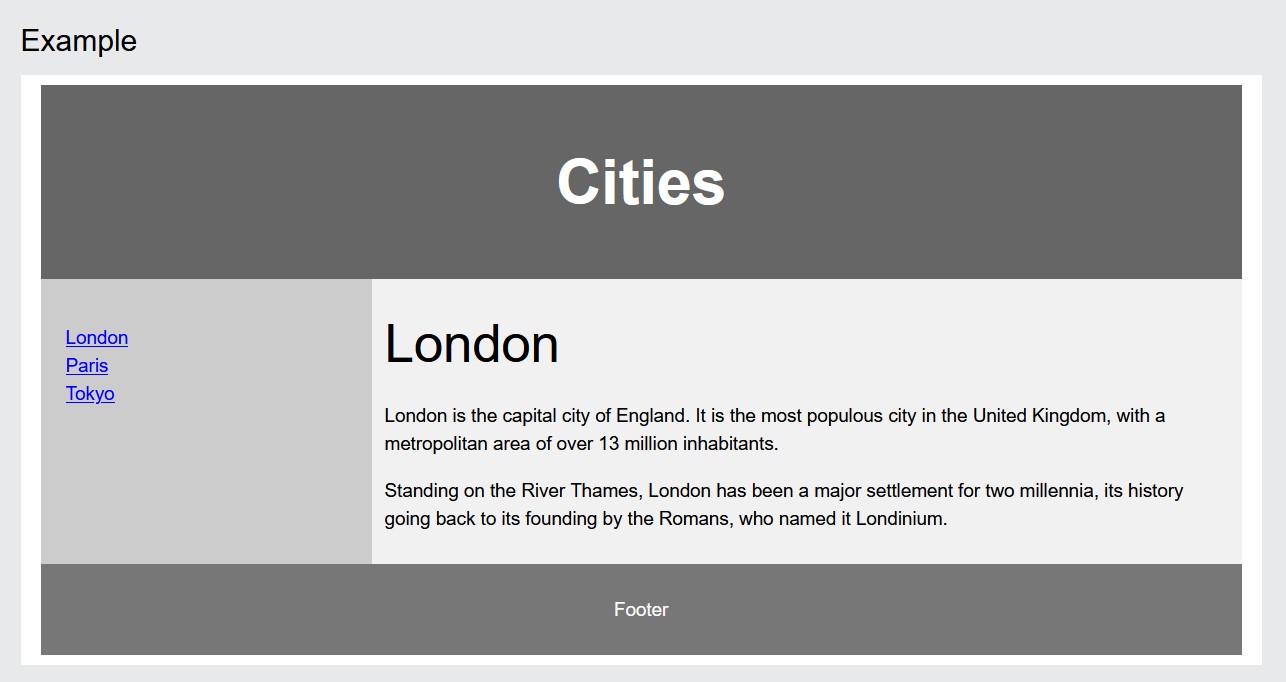 Example
Cities
London
Paris
Tokyo
London
London is the capital city of England. It is the most populous city in the United Kingdom, with a
metropolitan area of over 13 million inhabitants.
Standing on the River Thames, London has been a major settlement for two millennia, its history
going back to its founding by the Romans, who named it Londinium.
Footer